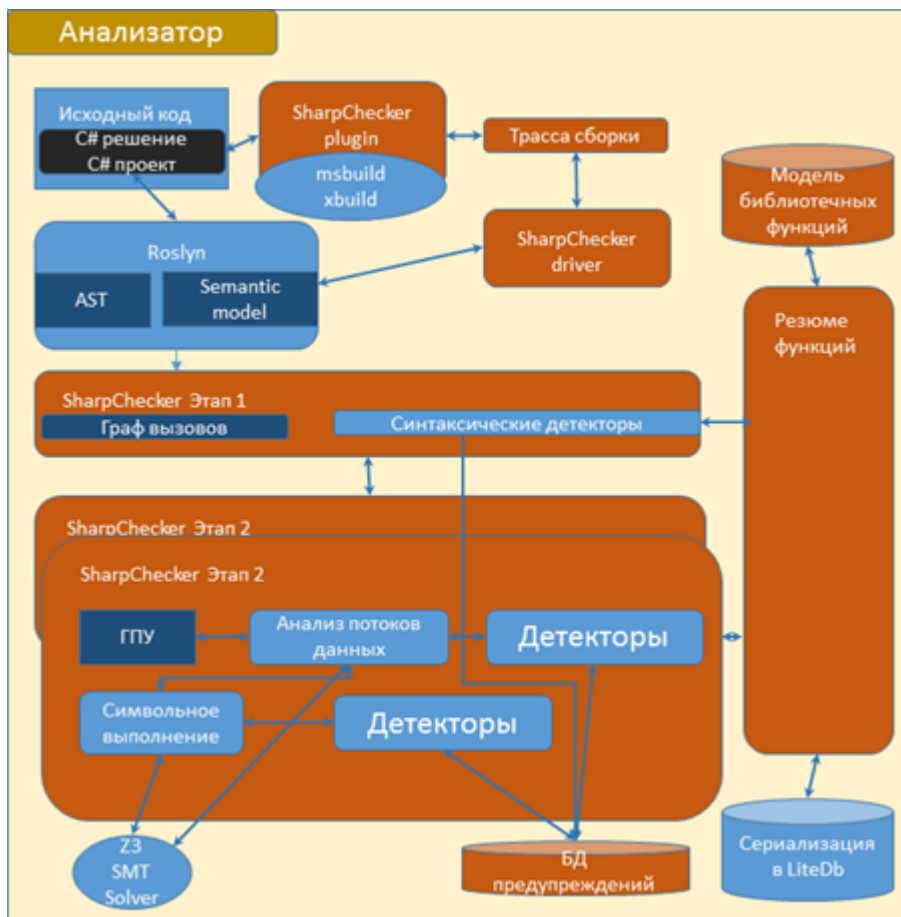 Анализатор
Исходный код
C# решение
C# проект
SharpChecker
plugin
msbuild
xbuild
Трасса сборки
Модель
библиотечных
функций
SharpChecker
driver
Roslyn
AST
Semantic
model
Резюме
функций
SharpChecker Этап 1
Граф вызовов
Синтаксические детекторы
SharpChecker Этап 2
SharpChecker Этап 2
ГПУ
Анализ потоков
данных
Детекторы
Символьное
выполнение
Детекторы
Z3
SMT
Solver
БД
предупреждений
Сериализация
в LiteDb